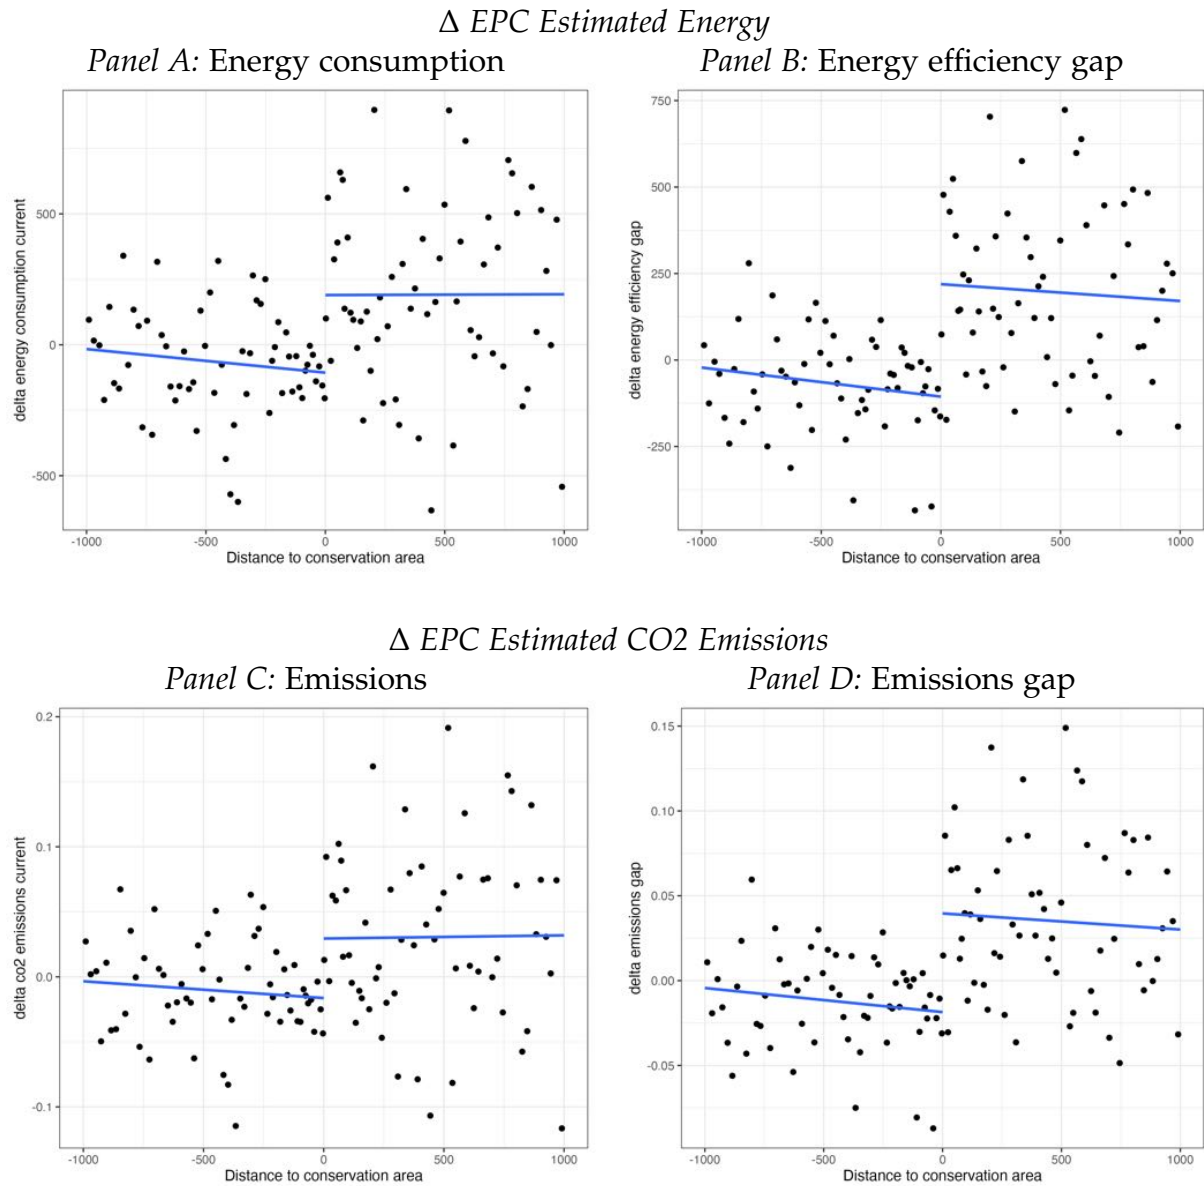 Δ EPC Estimated Energy
Panel A: Energy consumption
Panel B: Energy efficiency gap
delta energy consumption current
500
0
-500
-1000
-500
0
500
1000
Distance to conservation area
delta energy efficiency gap
750
500
250
0
-250
-1000
-500
0
500
1000
Distance to conservation area
Δ EPC Estimated CO2 Emissions
Panel C: Emissions
Panel D: Emissions gap
delta co2 emissions current
0.2
0.1
0.0
-0.1
-1000
-500
0
500
1000
Distance to conservation area
delta emissions gap
0.15
0.10
0.05
0.00
-0.05
-1000
-500
0
500
1000
Distance to conservation area